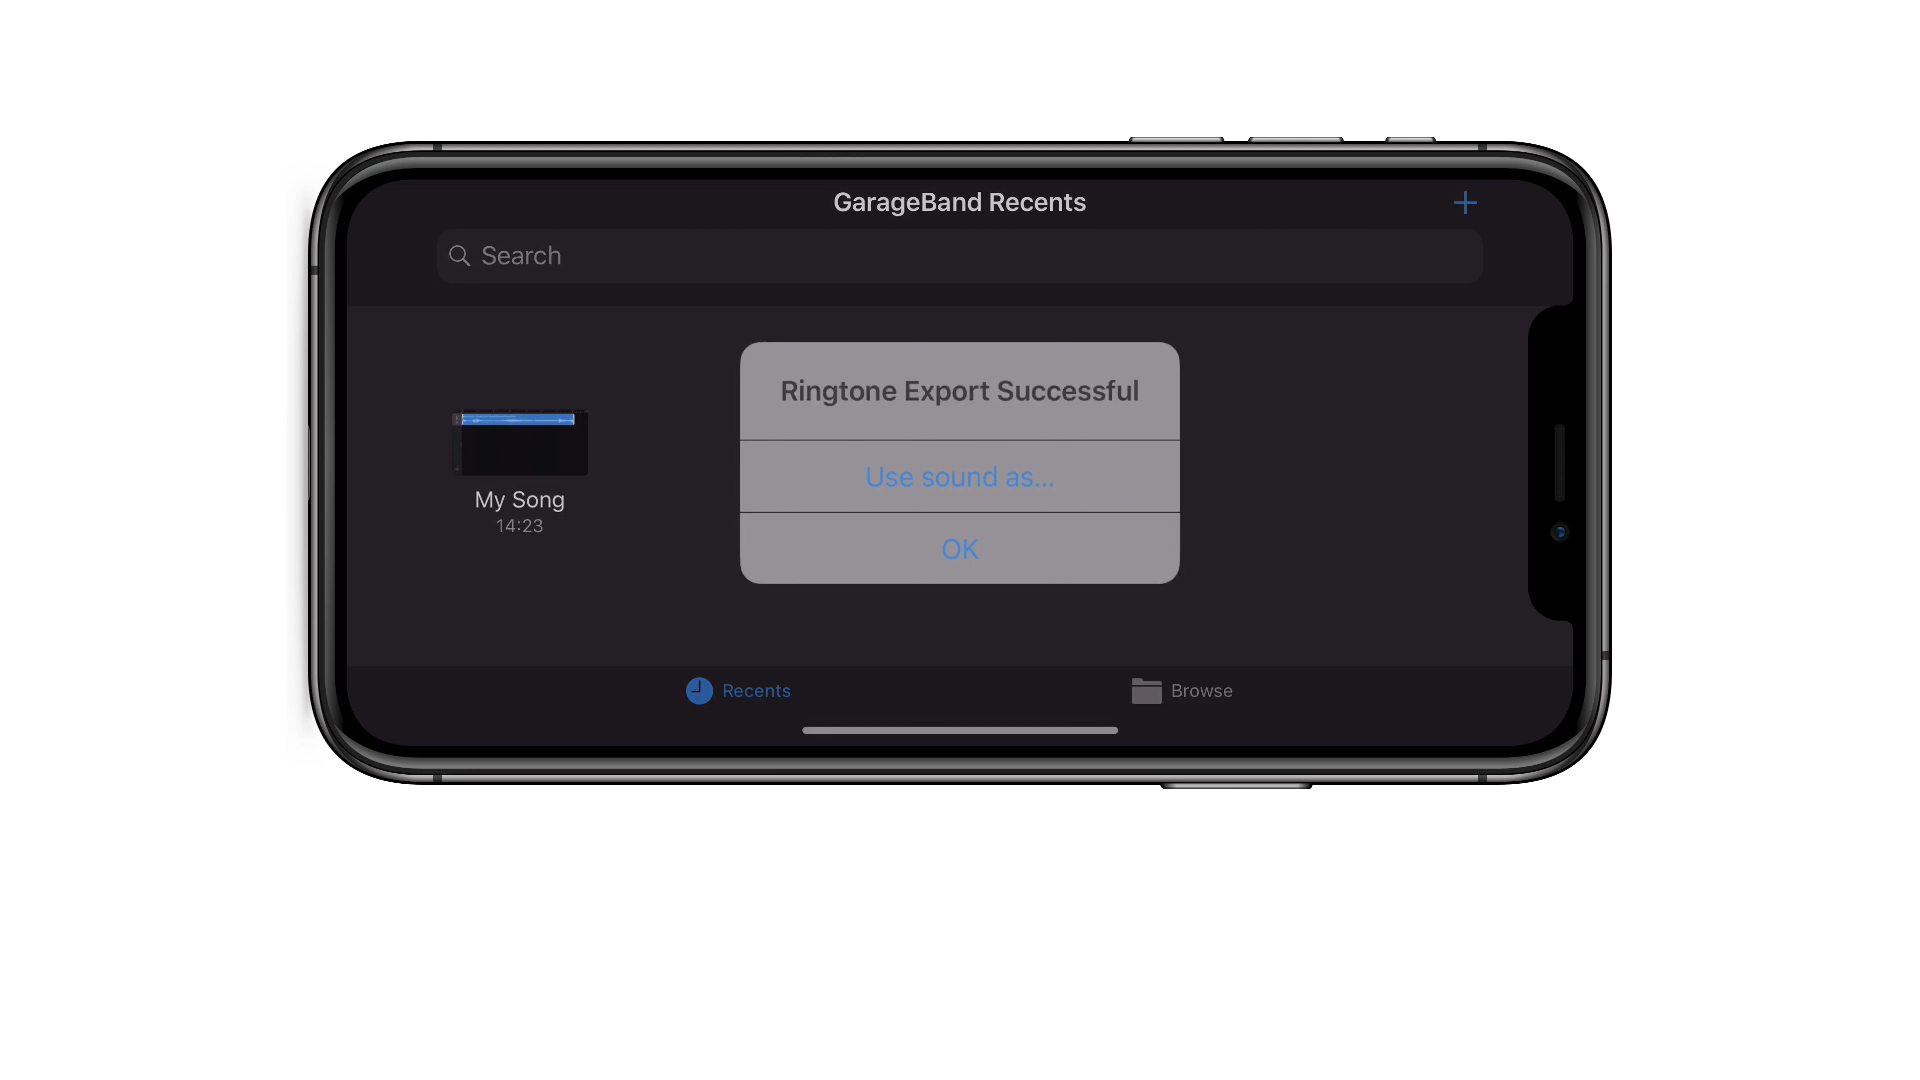 GarageBand Recents
Search
Ringtone Export Successful
Use sound as...
OK
My Song
14:23
Recents
Browse